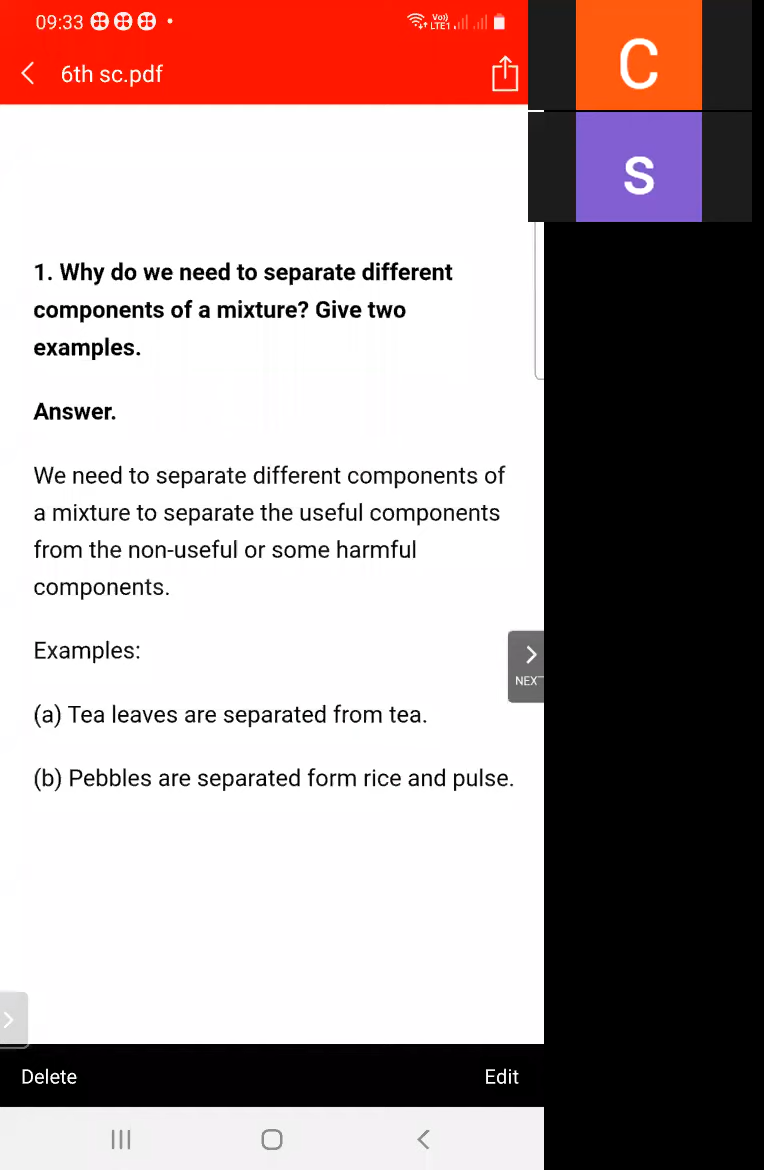 09:33
Vo))
LTE1
6th sc.pdf
C
S
1. Why do we need to separate different
components of a mixture? Give two
examples.
Answer.
We need to separate different components of
a mixture to separate the useful components
from the non-useful or some harmful
components.
Examples:
NEXT
(a) Tea leaves are separated from tea.
(b) Pebbles are separated form rice and pulse.
Delete
Edit